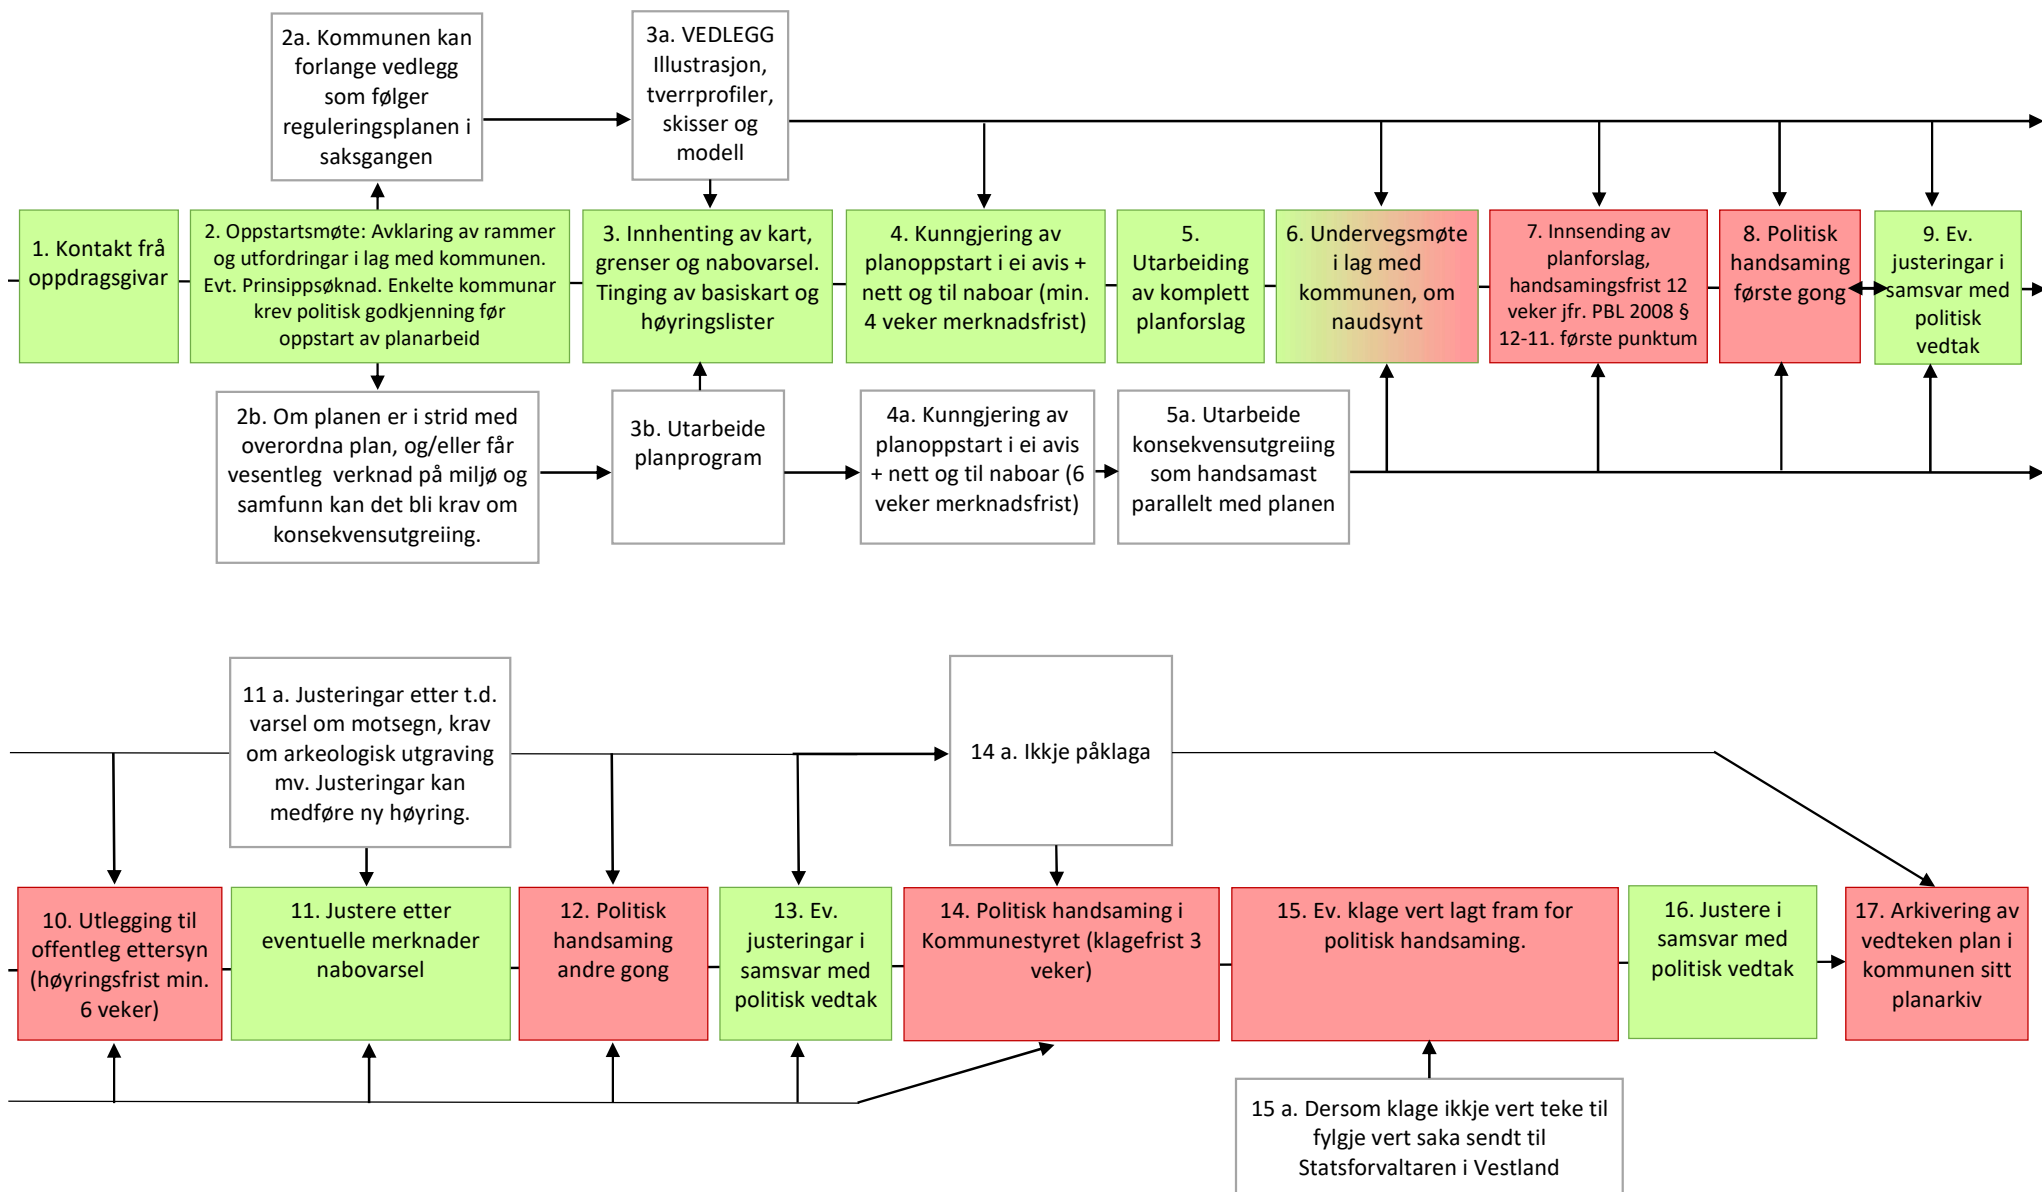 2a. Kommunen kan
forlange vedlegg
som følger
reguleringsplanen i
saksgangen
3a. VEDLEGG
Illustrasjon,
tverrprofiler,
skisser og
modell
1. Kontakt frå
oppdragsgivar
2. Oppstartsmøte: Avklaring av rammer
og utfordringar i lag med kommunen.
Evt. Prinsippsøknad. Enkelte kommunar
krev politisk godkjenning før
oppstart av planarbeid
3. Innhenting av kart,
grenser og nabovarsel.
Tinging av basiskart og
høyringslister
4. Kunngjering av
planoppstart i ei avis +
nett og til naboar (min.
4 veker merknadsfrist)
5.
Utarbeiding
av komplett
planforslag
6. Undervegsmøte
i lag med
kommunen, om
naudsynt
7. Innsending av
planforslag,
handsamingsfrist 12
veker jfr. PBL 2008 §
12-11. første punktum
8. Politisk
handsaming
første gong
9. Ev.
justeringar i
samsvar med
politisk
vedtak
2b. Om planen er i strid med
overordna plan, og/eller får
vesentleg verknad på miljø og
samfunn kan det bli krav om
konsekvensutgreiing.
3b. Utarbeide
planprogram
4a. Kunngjering av
planoppstart i ei avis
+ nett og til naboar (6
veker merknadsfrist)
5a. Utarbeide
konsekvensutgreiing
som handsamast
parallelt med planen
11 a. Justeringar etter t.d.
varsel om motsegn, krav
om arkeologisk utgraving
mv. Justeringar kan
medføre ny høyring.
14 a. Ikkje påklaga
10. Utlegging til
offentleg ettersyn
(høyringsfrist min.
6 veker)
11. Justere etter
eventuelle merknader
nabovarsel
12. Politisk
handsaming
andre gong
13. Ev.
justeringar i
samsvar med
politisk vedtak
14. Politisk handsaming i
Kommunestyret (klagefrist 3
veker)
15. Ev. klage vert lagt fram for
politisk handsaming.
16. Justere i
samsvar med
politisk vedtak
17. Arkivering av
vedteken plan i
kommunen sitt
planarkiv
15 a. Dersom klage ikkje vert teke til
fylgje vert saka sendt til
Statsforvaltaren i Vestland